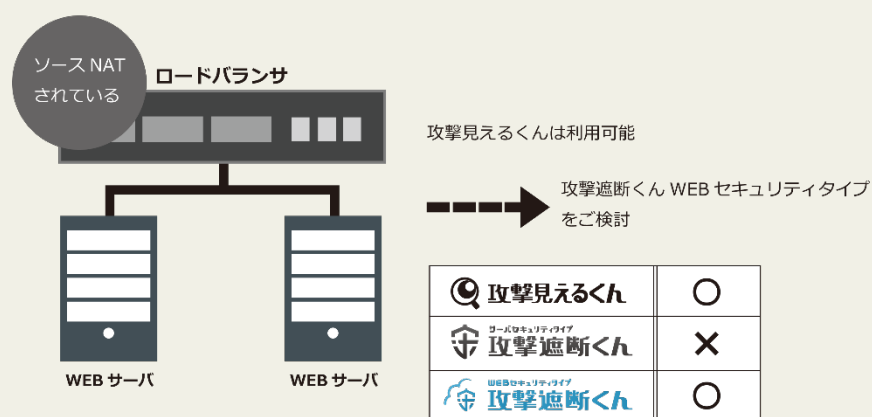 ソース NAT
されている
ロードバランサ
WEB サーバ
WEB サーバ
攻撃見えるくんは利用可能
攻撃遮断くん WEB セキュリティタイプ
をご検討
攻撃見えるくん ○
サーバセキュリティタイプ
攻撃遮断くん ×
WEBセキュリティタイプ
攻撃遮断くん ○